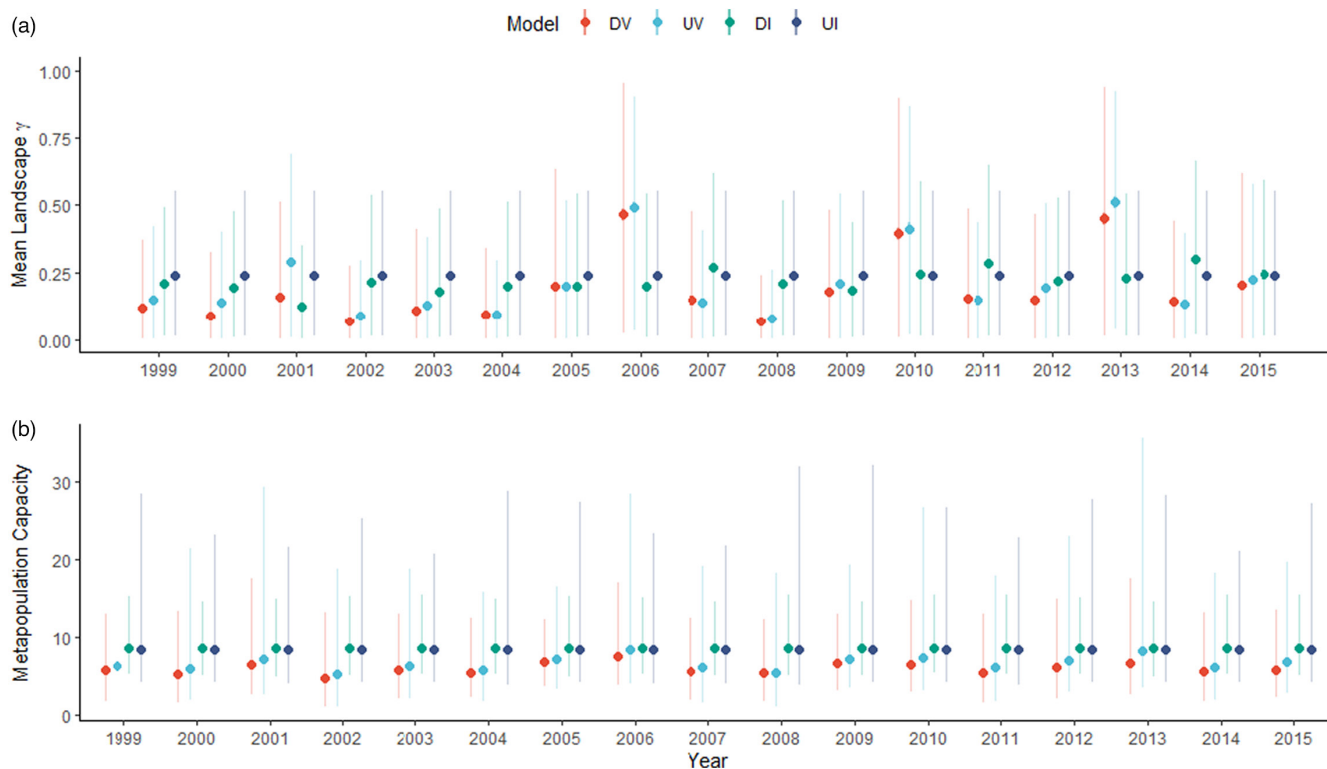 (a)
Model DV UV DI UI
Mean Landscape γ
1.00
0.75
0.50
0.25
0.00
1999 2000 2001 2002 2003 2004 2005 2006 2007 2008 2009 2010 2011 2012 2013 2014 2015
(b)
Metapopulation Capacity
30
20
10
0
1999 2000 2001 2002 2003 2004 2005 2006 2007 2008 2009 2010 2011 2012 2013 2014 2015
Year